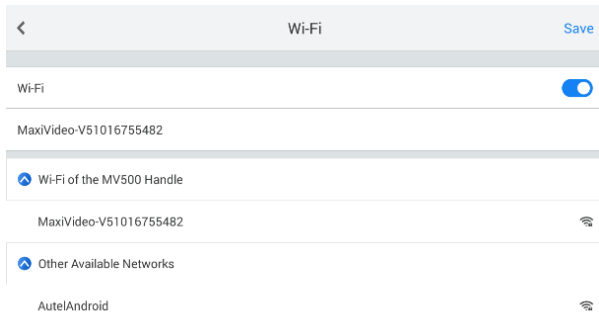 Wi-Fi
Save
Wi-Fi
MaxiVideo-V51016755482
Wi-Fi of the MV500 Handle
MaxiVideo-V51016755482
Other Available Networks
AutelAndroid